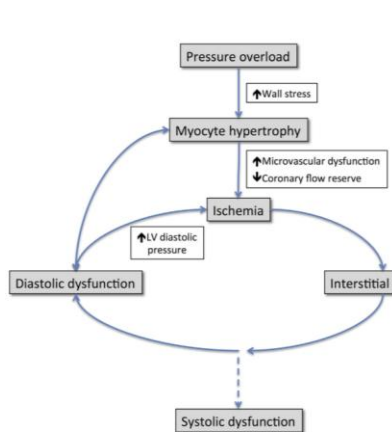 Pressure overload
↑Wall stress
Myocyte hypertrophy
↑Microvascular dysfunction
↓Coronary flow reserve
Ischemia
↑LV diastolic
pressure
Diastolic dysfunction
Interstitial
Systolic dysfunction